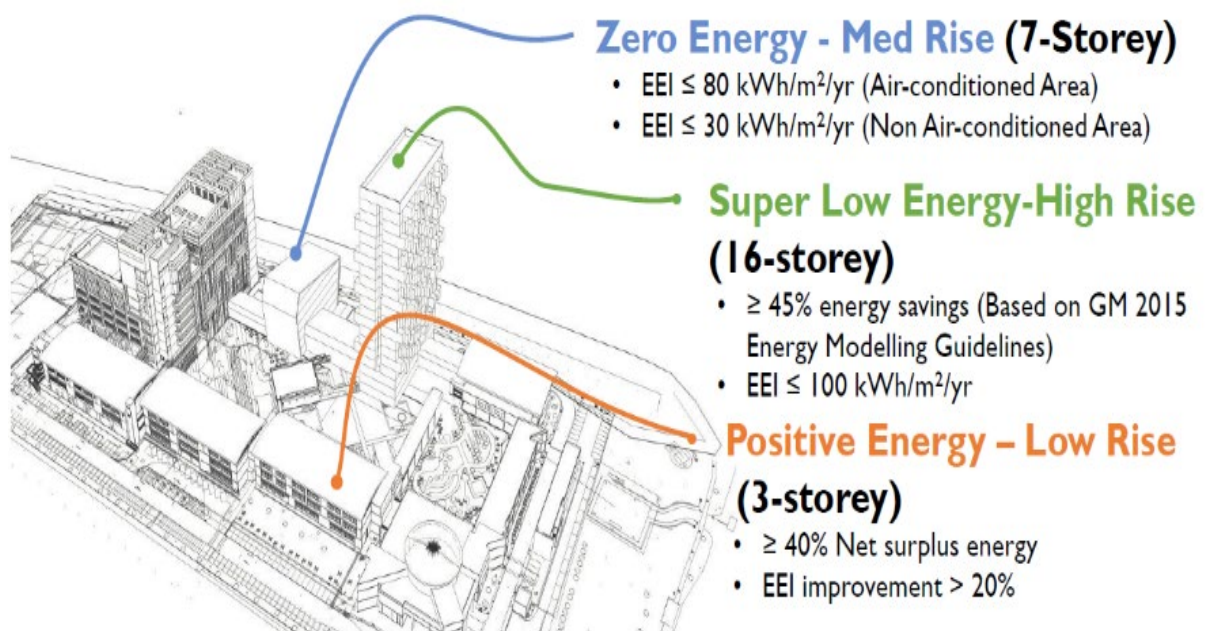 Zero Energy - Med Rise (7-Storey)
• EEI ≤ 80 kWh/m²/yr (Air-conditioned Area)
• EEI ≤ 30 kWh/m²/yr (Non Air-conditioned Area)
Super Low Energy-High Rise
(16-storey)
• ≥ 45% energy savings (Based on GM 2015
Energy Modelling Guidelines)
• EEI ≤ 100 kWh/m²/yr
Positive Energy – Low Rise
(3-storey)
• ≥ 40% Net surplus energy
• EEI improvement > 20%